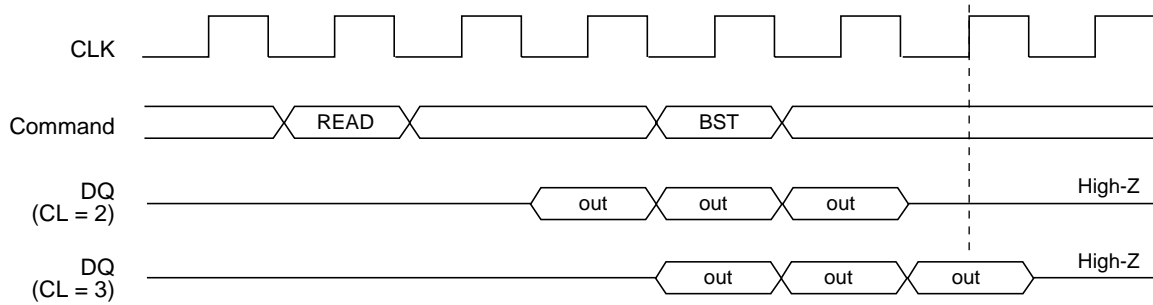 CLK
Command READ BST
DQ
(CL = 2) out out out High-Z
DQ
(CL = 3) out out out High-Z